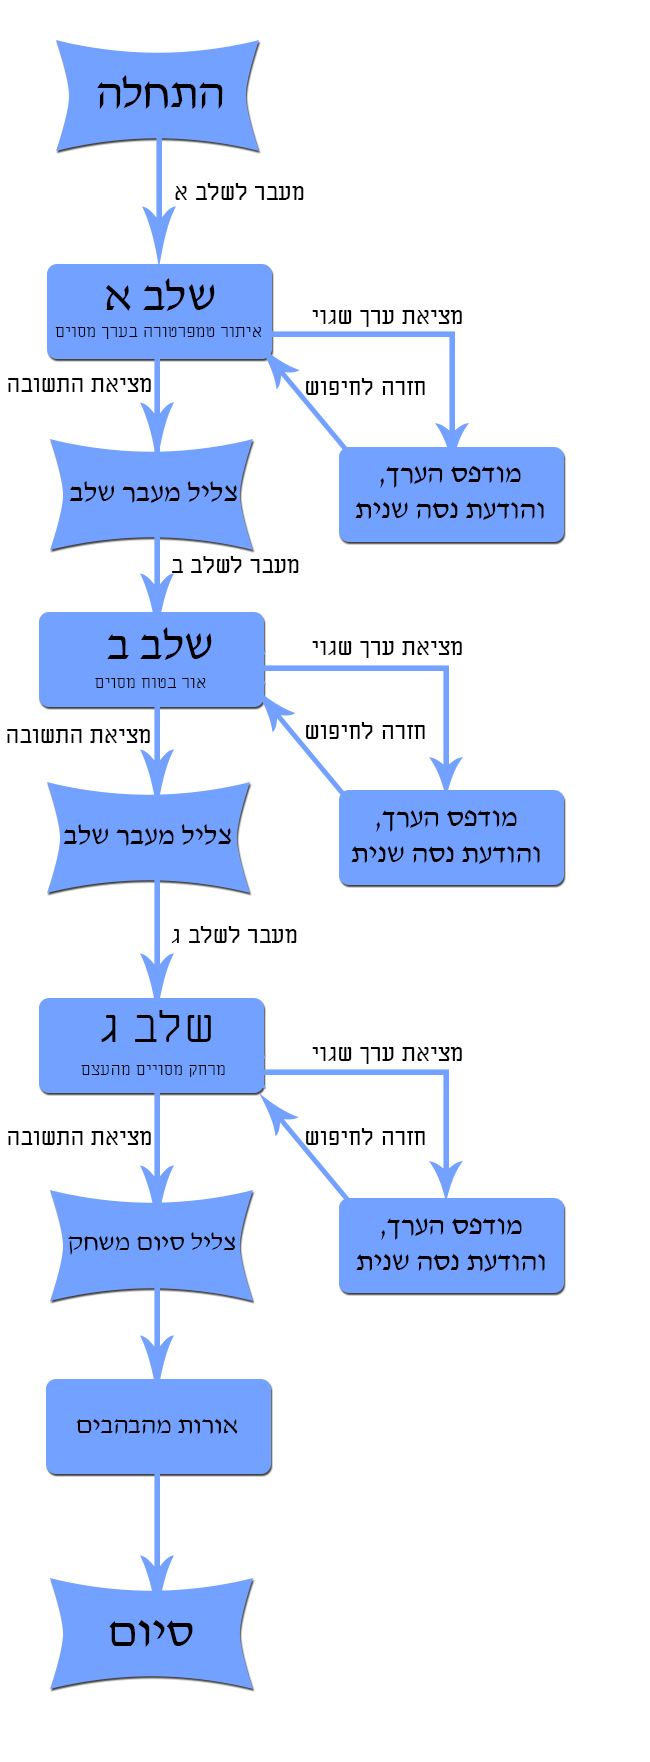 התחלה
מעבר לשלב א
שלב א
איתור טמפרטורה בערך מסוים
מציאת ערך שגוי
חזרה לחיפוש
מציאת התשובה
מודפס הערך,
והודעת נסה שנית
צליל מעבר שלב
מעבר לשלב ב
שלב ב
אור בטוח מסוים
מציאת ערך שגוי
חזרה לחיפוש
מציאת התשובה
מודפס הערך,
והודעת נסה שנית
צליל מעבר שלב
מעבר לשלב ג
שלב ג
מרחק מסויים מהעצם
מציאת ערך שגוי
חזרה לחיפוש
מציאת התשובה
מודפס הערך,
והודעת נסה שנית
צליל סיום משחק
אורות מהבהבים
סיום